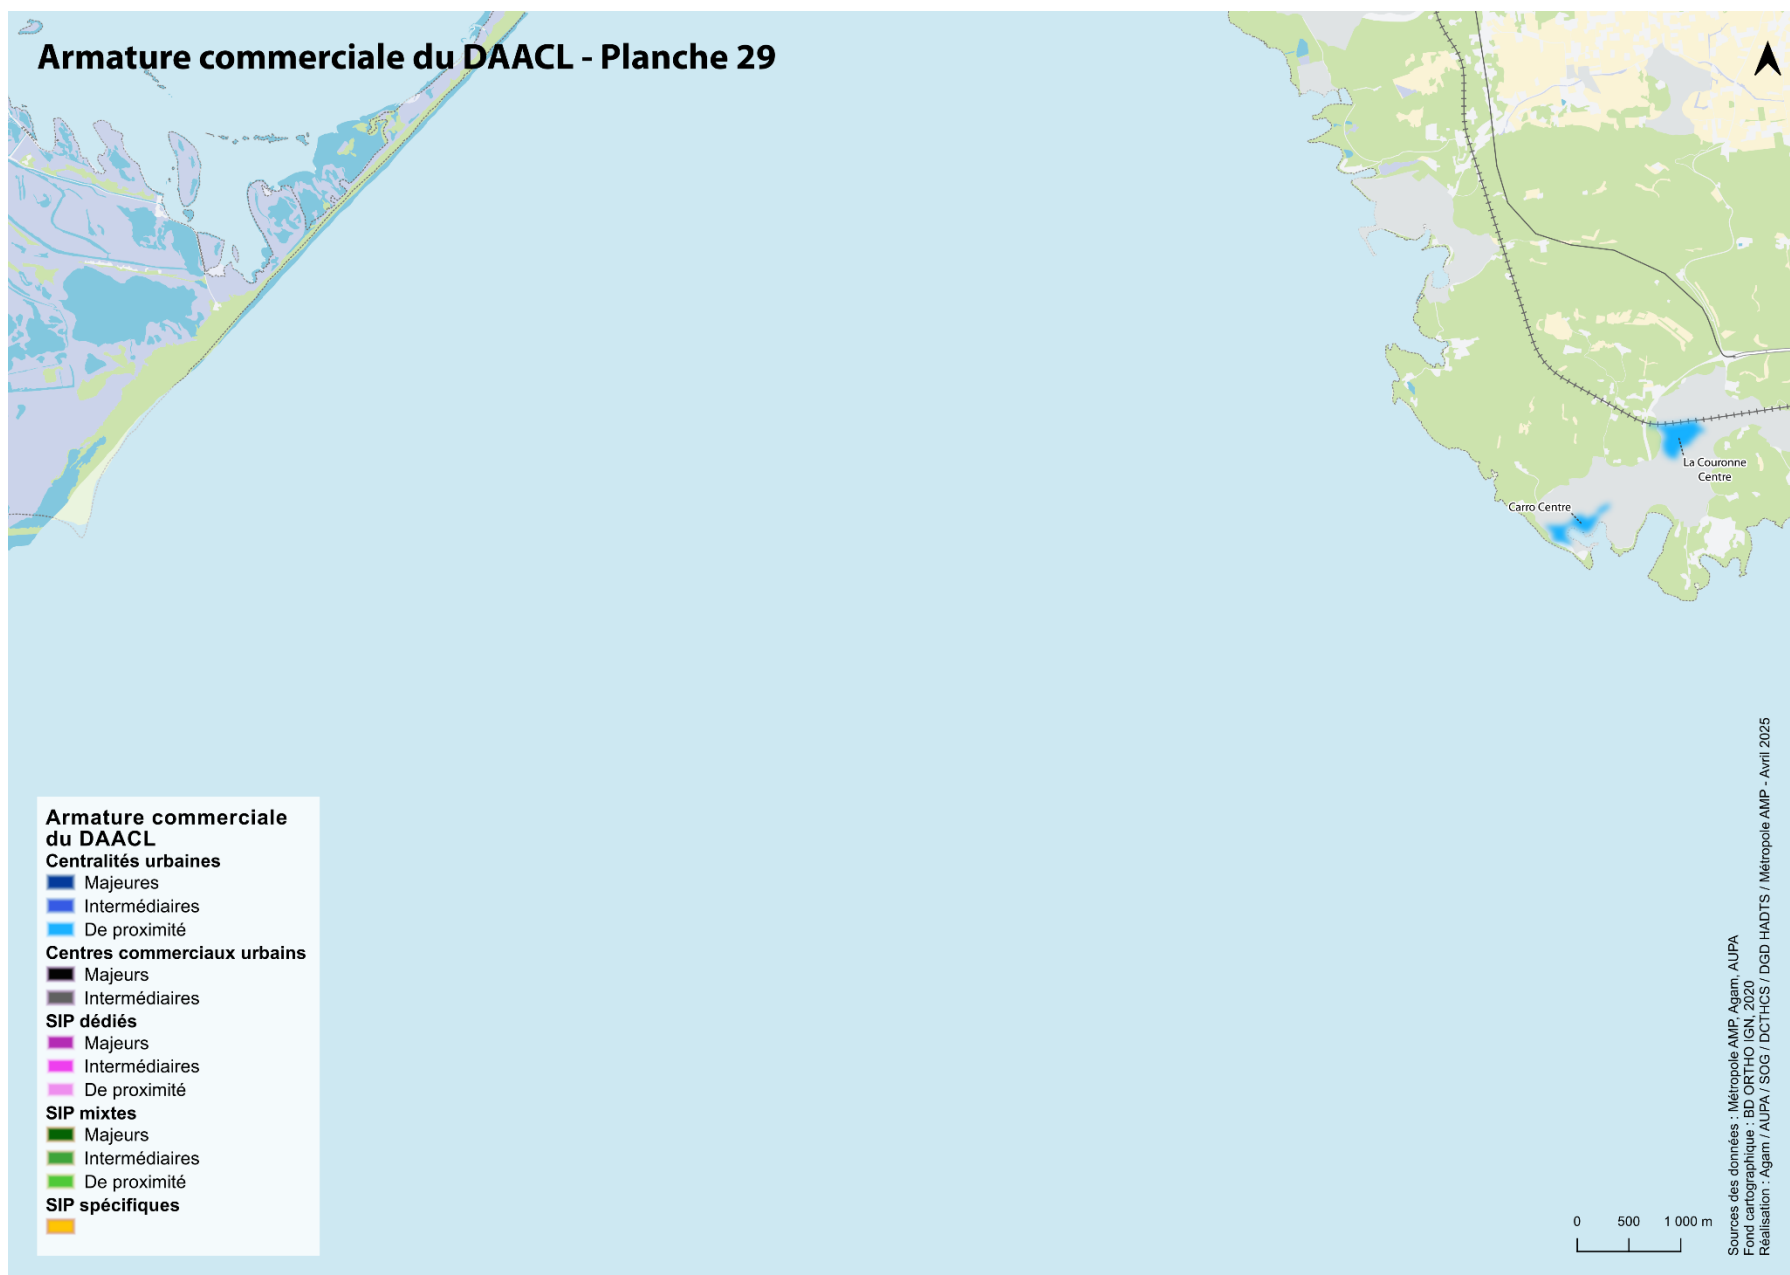 Armature commerciale du DAACL - Planche 29
La Couronne
Centre
Carro Centre
Armature commerciale
du DAACL
Centralités urbaines
Majeures
Intermédiaires
De proximité
Centres commerciaux urbains
Majeurs
Intermédiaires
SIP dédiés
Majeurs
Intermédiaires
De proximité
SIP mixtes
Majeurs
Intermédiaires
De proximité
SIP spécifiques
0 500 1 000 m
Sources des données : Métropole AMP, Agam, AUPA
Fond cartographique : BD ORTHO IGN, 2020
Réalisation : Agam / AUPA / SOG / DCTHCS / DGD HADTS / Métropole AMP - Avril 2025